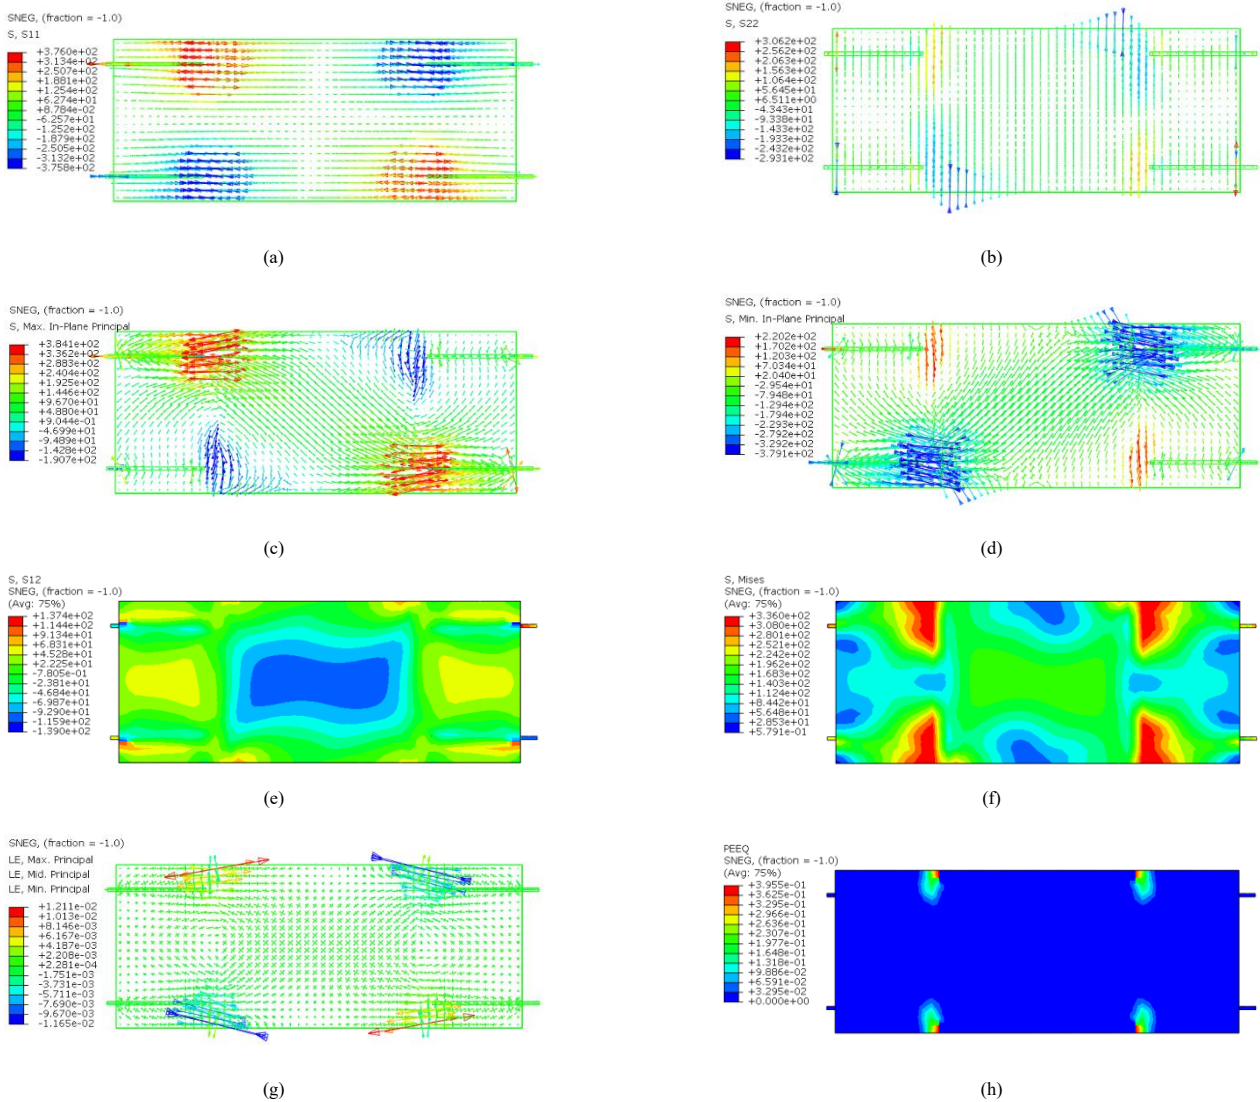 SNEG, (fraction = -1.0)
S, S11
+3.760e+02
+3.134e+02
+2.507e+02
+1.881e+02
+1.254e+02
+6.274e+01
+8.784e-02
-6.257e+01
-1.252e+02
-1.879e+02
-2.505e+02
-3.132e+02
-3.758e+02
(a)
SNEG, (fraction = -1.0)
S, S22
+3.062e+02
+2.562e+02
+2.063e+02
+1.563e+02
+1.064e+02
+5.645e+01
+6.511e+00
-4.343e+01
-9.338e+01
-1.433e+02
-1.933e+02
-2.432e+02
-2.931e+02
(b)
SNEG, (fraction = -1.0)
S, Max. In-Plane Principal
+3.841e+02
+3.362e+02
+2.883e+02
+2.404e+02
+1.925e+02
+1.446e+02
+9.670e+01
+4.880e+01
+9.044e-01
-4.699e+01
-9.489e+01
-1.428e+02
-1.907e+02
(c)
SNEG, (fraction = -1.0)
S, Min. In-Plane Principal
+2.202e+02
+1.702e+02
+1.203e+02
+7.034e+01
+2.040e+01
-2.954e+01
-7.948e+01
-1.294e+02
-1.794e+02
-2.293e+02
-2.792e+02
-3.292e+02
-3.791e+02
(d)
S, S12
SNEG, (fraction = -1.0)
(Avg: 75%)
+1.374e+02
+1.144e+02
+9.134e+01
+6.831e+01
+4.528e+01
+2.225e+01
-7.805e-01
-2.381e+01
-4.684e+01
-6.987e+01
-9.290e+01
-1.159e+02
-1.390e+02
(e)
S, Mises
SNEG, (fraction = -1.0)
(Avg: 75%)
+3.360e+02
+3.080e+02
+2.801e+02
+2.521e+02
+2.242e+02
+1.962e+02
+1.683e+02
+1.403e+02
+1.124e+02
+8.442e+01
+5.648e+01
+2.853e+01
+5.791e-01
(f)
SNEG, (fraction = -1.0)
LE, Max. Principal
LE, Mid. Principal
LE, Min. Principal
+1.211e-02
+1.013e-02
+8.146e-03
+6.167e-03
+4.187e-03
+2.208e-03
+2.281e-04
-1.751e-03
-3.731e-03
-5.711e-03
-7.690e-03
-9.670e-03
-1.165e-02
(g)
PEEQ
SNEG, (fraction = -1.0)
(Avg: 75%)
+3.955e-01
+3.625e-01
+3.295e-01
+2.966e-01
+2.636e-01
+2.307e-01
+1.977e-01
+1.648e-01
+1.318e-01
+9.886e-02
+6.591e-02
+3.295e-02
+0.000e+00
(h)